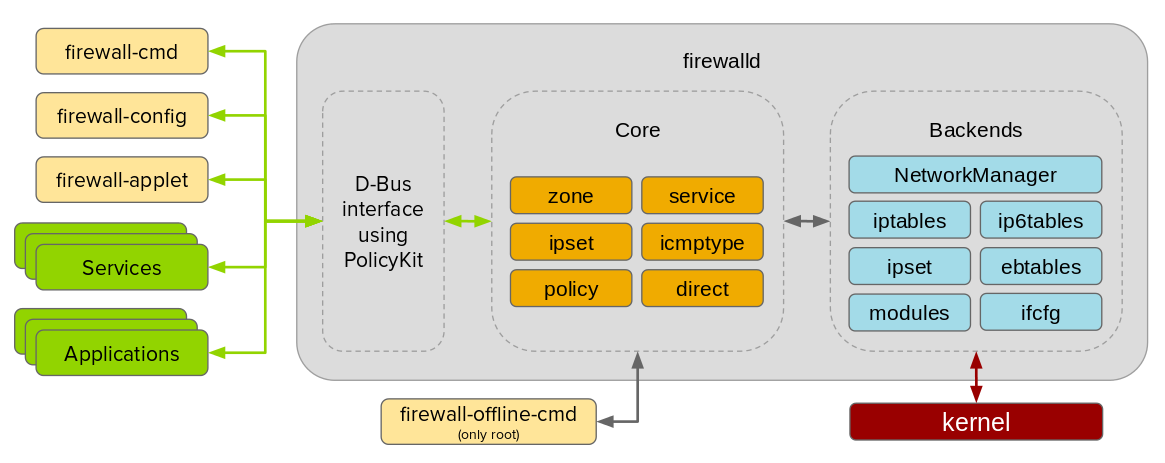 firewall-cmd
firewall-config
firewall-applet
Services
Applications
firewalld
D-Bus
interface
using
PolicyKit
Core
zone
service
ipset
icmptype
policy
direct
Backends
NetworkManager
iptables
ip6tables
ipset
ebtables
modules
ifcfg
firewall-offline-cmd
(only root)
kernel